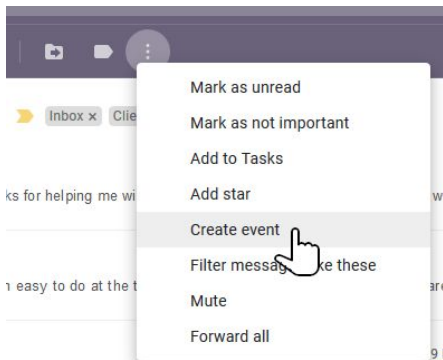 Mark as unread
Inbox x Clie
Mark as not important
Add to Tasks
ks for helping me wi
Add star
Create event
Filter messag ke these
easy to do at the t
Mute
Forward all
9